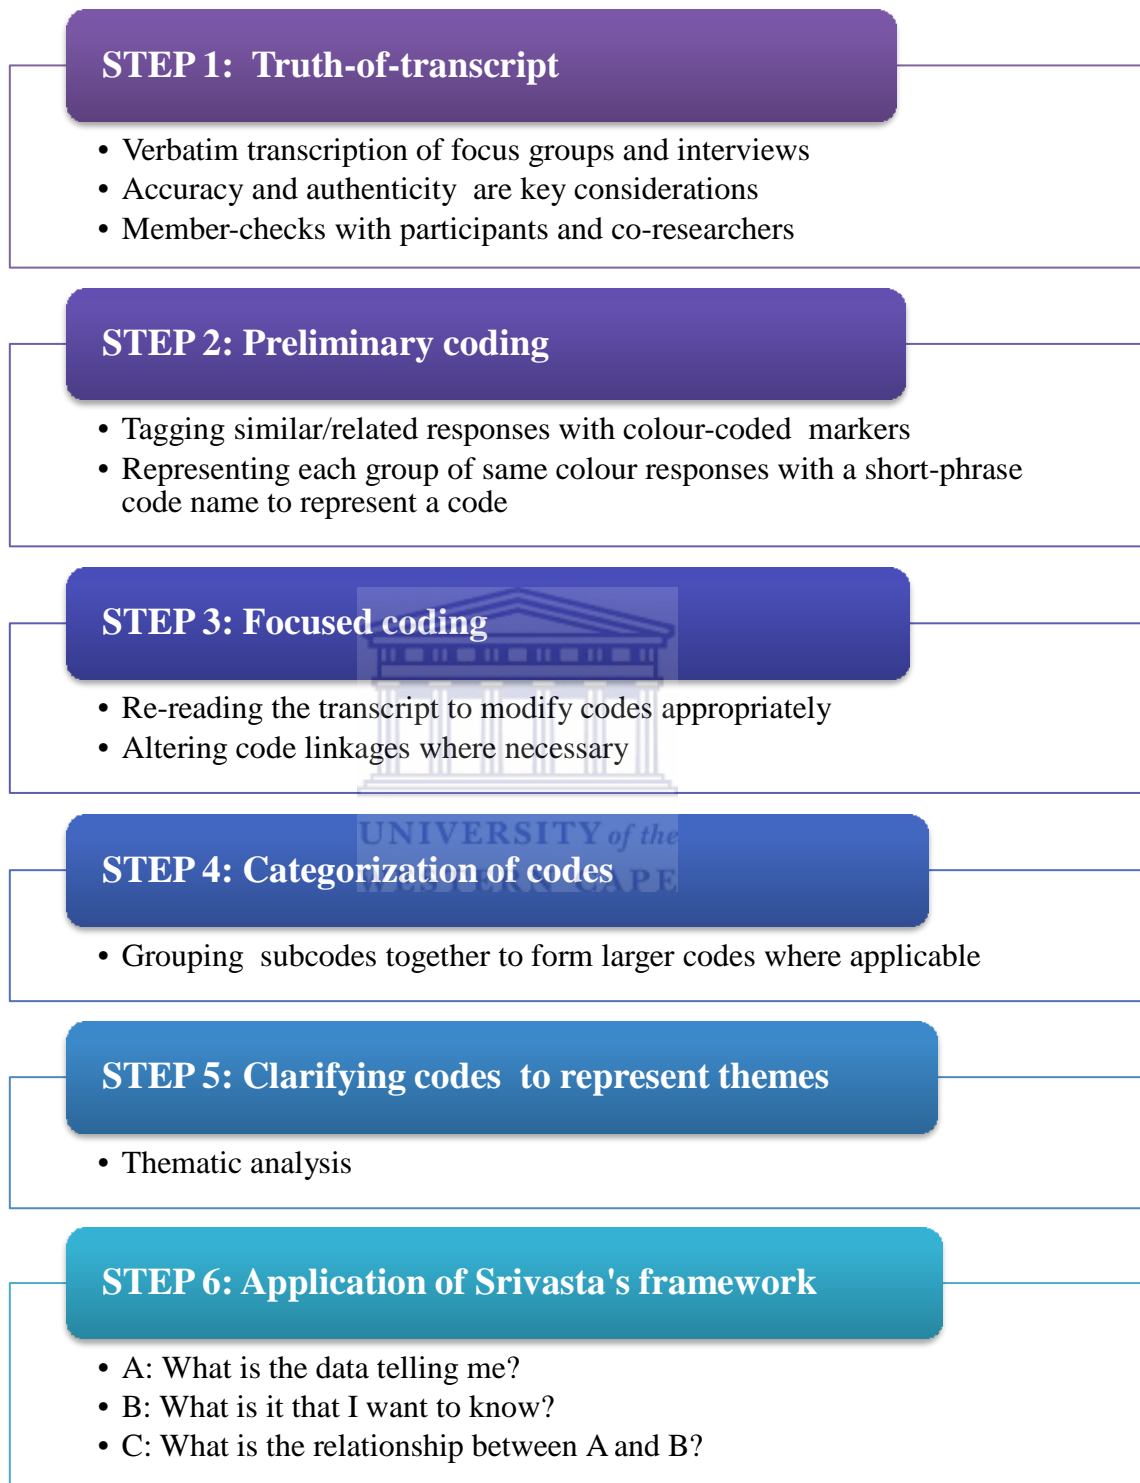 STEP 1: Truth-of-transcript
• Verbatim transcription of focus groups and interviews
• Accuracy and authenticity are key considerations
• Member-checks with participants and co-researchers
STEP 2: Preliminary coding
• Tagging similar/related responses with colour-coded markers
• Representing each group of same colour responses with a short-phrase
code name to represent a code
STEP 3: Focused coding
• Re-reading the transcript to modify codes appropriately
• Altering code linkages where necessary
UNIVERSITY of the
STEP 4: Categorization of codes
WESTERN CAPE
• Grouping subcodes together to form larger codes where applicable
STEP 5: Clarifying codes to represent themes
• Thematic analysis
STEP 6: Application of Srivasta's framework
• A: What is the data telling me?
• B: What is it that I want to know?
• C: What is the relationship between A and B?